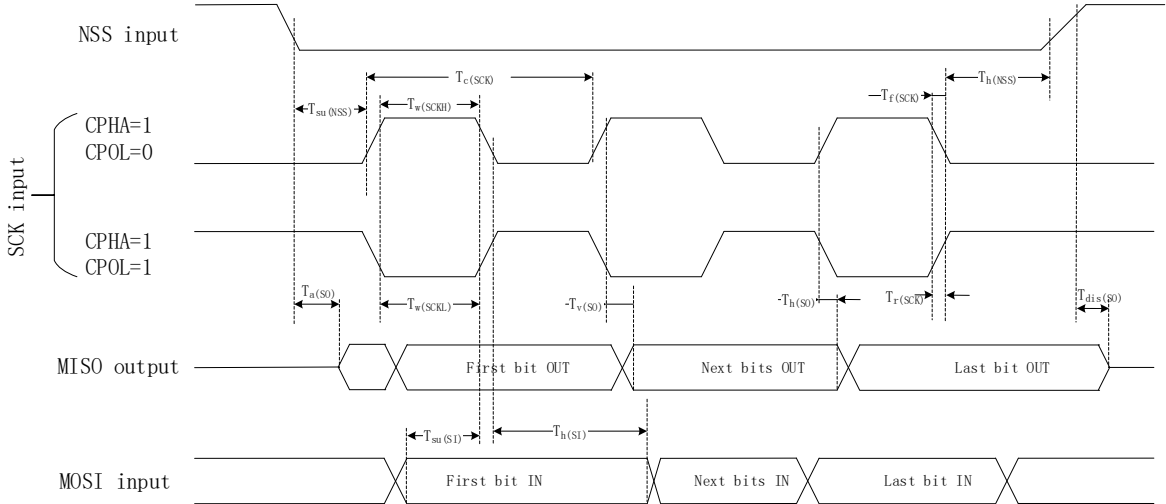 NSS input
Tc(SCK)
Th(NSS)
Tsu(NSS)
Tw(SCKH)
Tf(SCK)
CPHA=1
CPOL=0
SCK input
CPHA=1
CPOL=1
Ta(SO)
Tw(SCKL)
Tv(SO)
Th(SO)
Tr(SCK)
Tdis(SO)
MISO output
First bit OUT
Next bits OUT
Last bit OUT
Tsu(SI)
Th(SI)
MOSI input
First bit IN
Next bits IN
Last bit IN